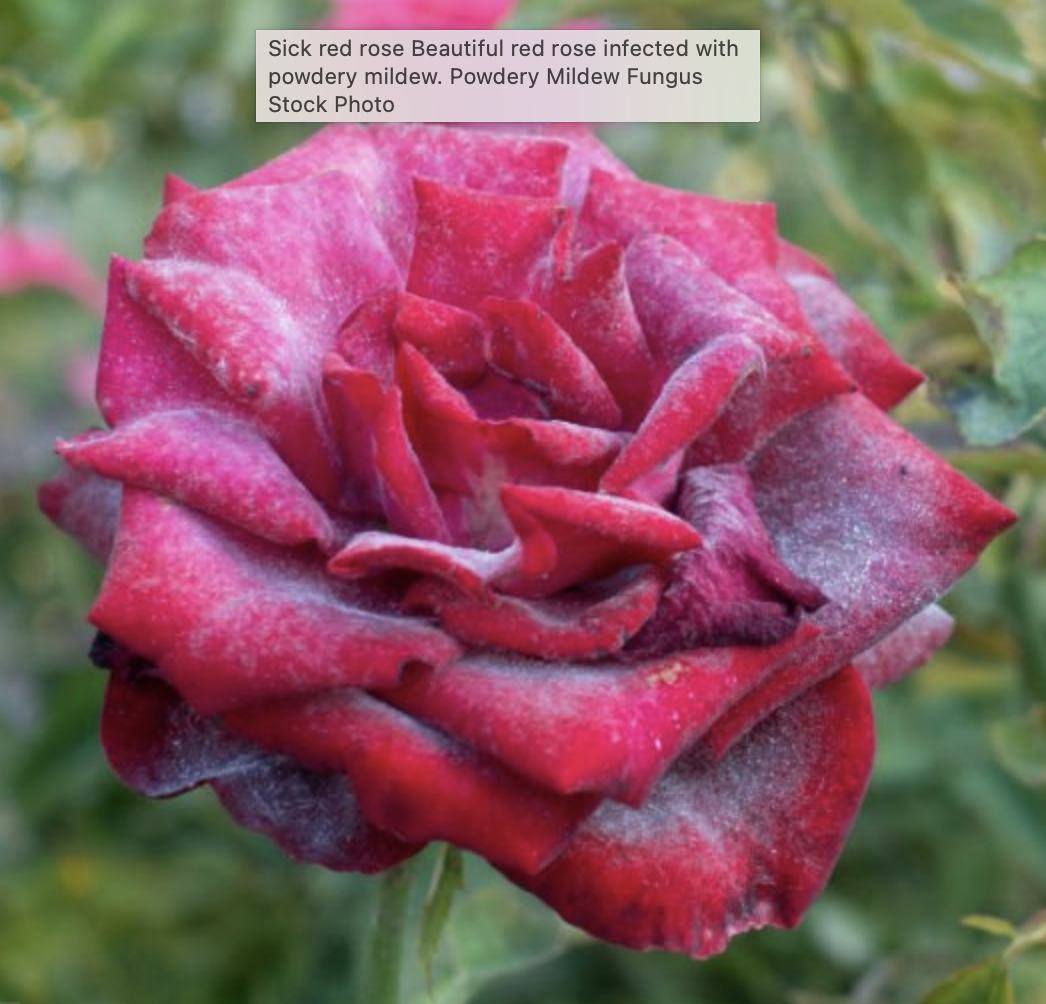 Sick red rose Beautiful red rose infected with
powdery mildew. Powdery Mildew Fungus
Stock Photo